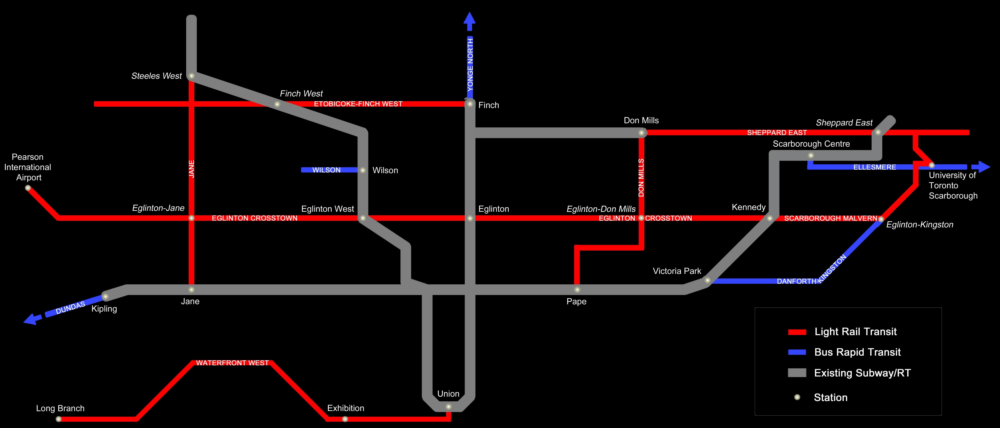 YONGE NORTH
Steeles West
Finch West
ETOBICOKE-FINCH WEST
Finch
Don Mills
Sheppard East
SHEPPARD EAST
Scarborough Centre
Pearson
International
Airport
JANE
WILSON
Wilson
DON MILLS
ELLESMERE
University of
Toronto
Scarborough
Eglinton-Jane
EGLINTON CROSSTOWN
Eglinton West
Eglinton
Eglinton-Don Mills
EGLINTON CROSSTOWN
Kennedy
SCARBOROUGH MALVERN
Eglinton-Kingston
Victoria Park
DANFORTH-KINGSTON
DUNDAS
Kipling
Jane
Pape
WATERFRONT WEST
Long Branch
Exhibition
Union
Light Rail Transit
Bus Rapid Transit
Existing Subway/RT
Station